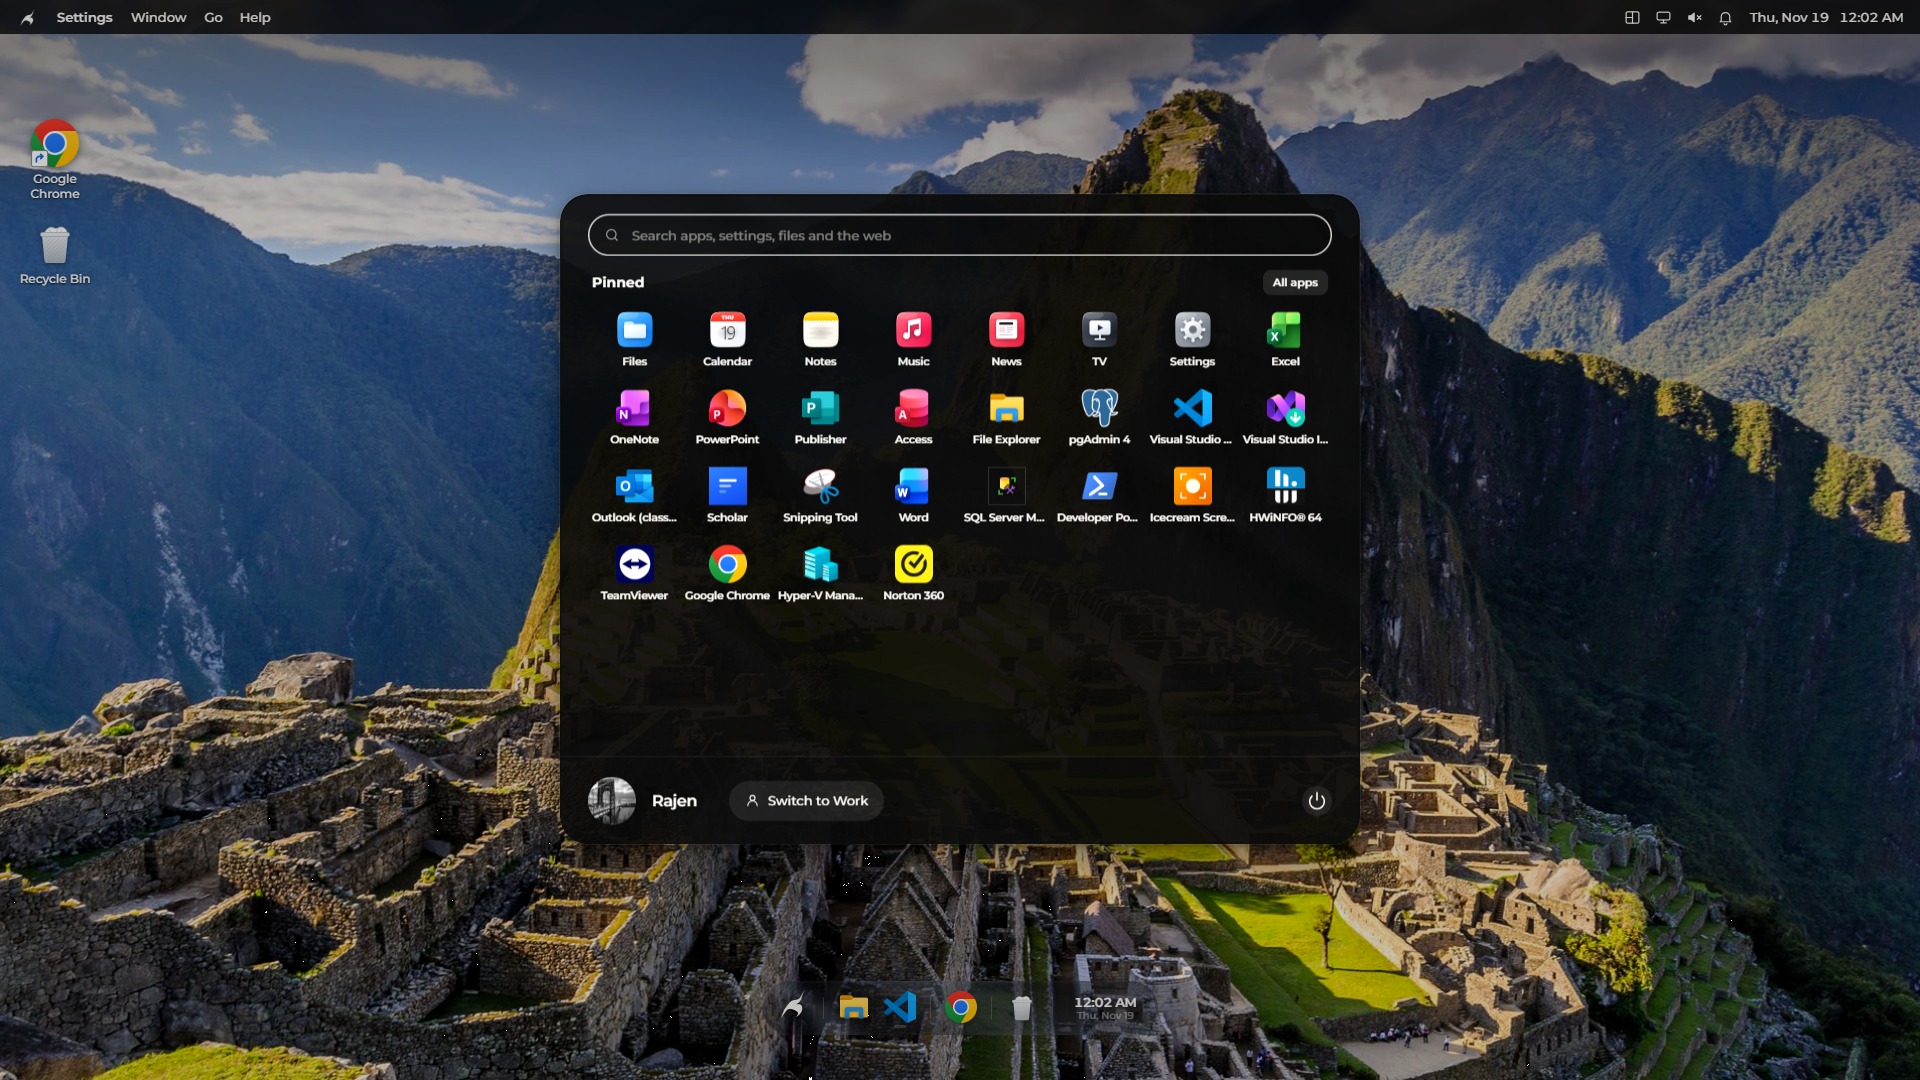 Settings Window Go Help
Thu, Nov 19 12:02 AM
Google
Chrome
Recycle Bin
Search apps, settings, files and the web
Pinned
All apps
THU
19
Files Calendar Notes Music News TV Settings Excel
OneNote PowerPoint Publisher Access File Explorer pgAdmin 4 Visual Studio ... Visual Studio I...
Outlook (class... Scholar Snipping Tool Word SQL Server M... Developer Po... Icecream Scre... HWiNFO® 64
TeamViewer Google Chrome Hyper-V Mana... Norton 360
Rajen
Switch to Work
12:02 AM
Thu, Nov 19